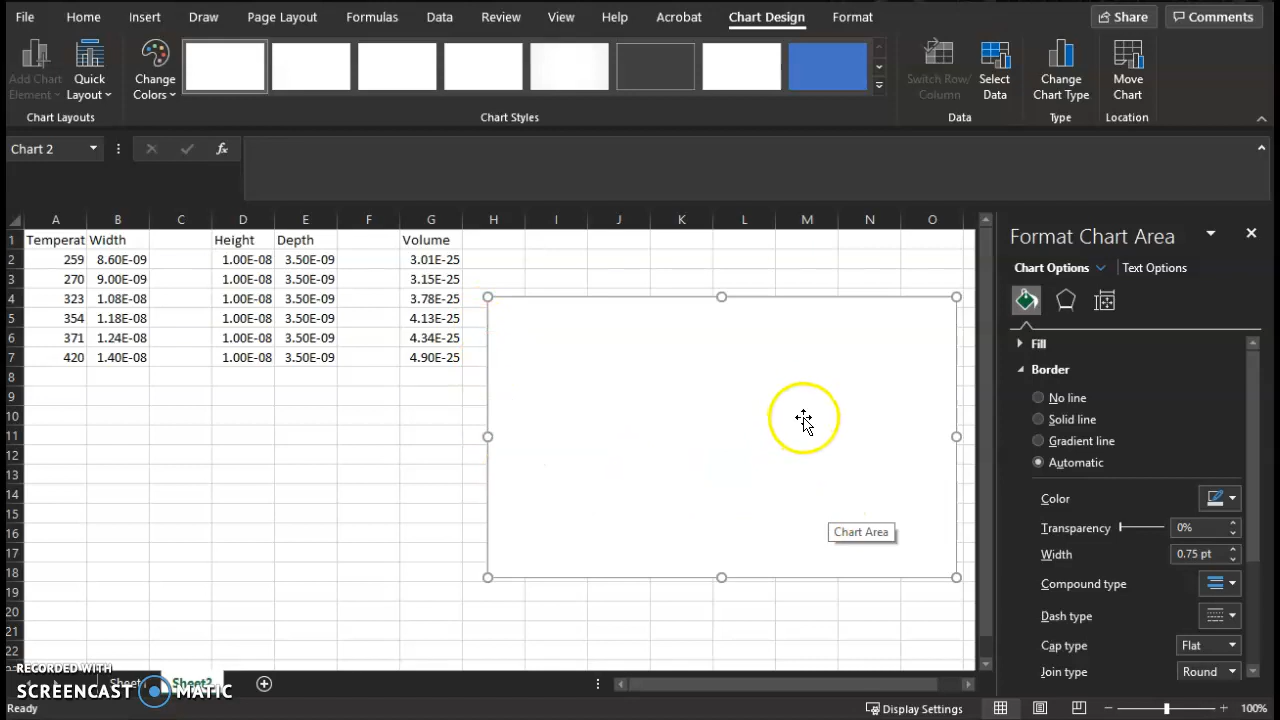 File Home Insert Draw Page Layout Formulas Data Review View Help Acrobat Chart Design Format Share Comments
Add Chart Element Quick Layout Change Colors Switch Row/ Column Select Data Change Chart Type Move Chart
Chart Layouts Chart Styles Data Type Location
Chart 2 fx
A B C D E F G H I J K L M N O
1 Temperat Width Height Depth Volume
2 259 8.60E-09 1.00E-08 3.50E-09 3.01E-25
3 270 9.00E-09 1.00E-08 3.50E-09 3.15E-25
4 323 1.08E-08 1.00E-08 3.50E-09 3.78E-25
5 354 1.18E-08 1.00E-08 3.50E-09 4.13E-25
6 371 1.24E-08 1.00E-08 3.50E-09 4.34E-25
7 420 1.40E-08 1.00E-08 3.50E-09 4.90E-25
8
9
10
11
12
13
14
15
16
17
18
19
20
21
22
Chart Area
Format Chart Area
Chart Options Text Options
Fill
Border
No line
Solid line
Gradient line
Automatic
Color
Transparency 0%
Width 0.75 pt
Compound type
Dash type
Cap type Flat
Join type Round
RECORDED WITH
SCREENCAST MATIC
Sheet2
Ready Display Settings 100%